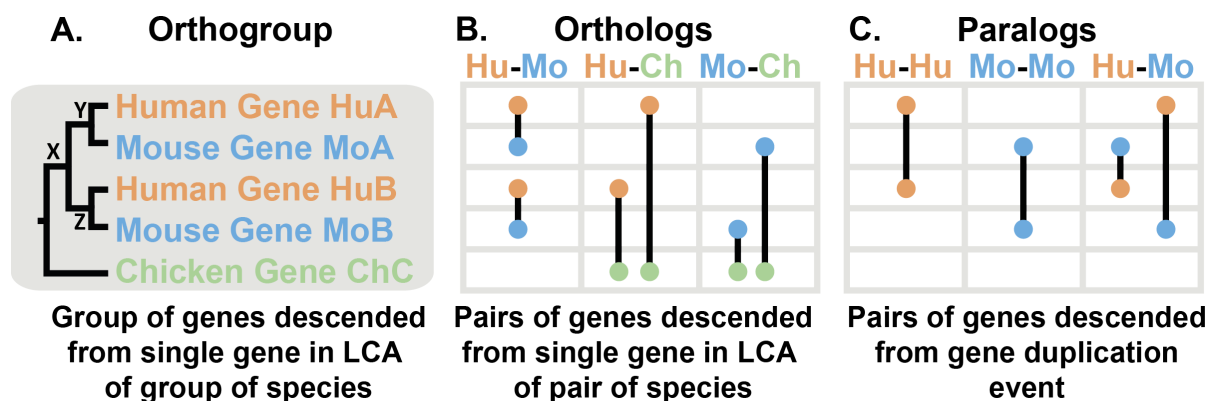 A. Orthogroup
Y
Human Gene HuA
X
Mouse Gene MoA
Human Gene HuB
Z
Mouse Gene MoB
Chicken Gene ChC
Group of genes descended
from single gene in LCA
of group of species
B. Orthologs
Hu-Mo Hu-Ch Mo-Ch
Pairs of genes descended
from single gene in LCA
of pair of species
C. Paralogs
Hu-Hu Mo-Mo Hu-Mo
Pairs of genes descended
from gene duplication
event